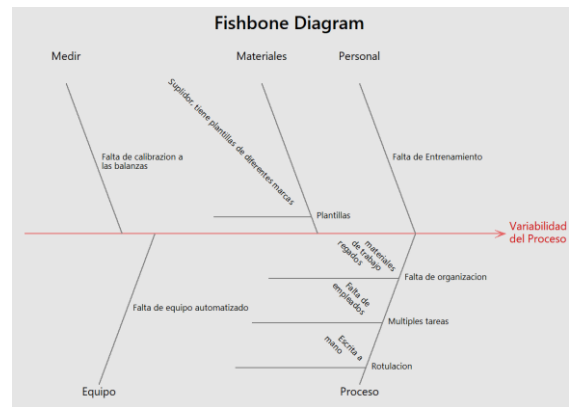 Fishbone Diagram
Medir
Materiales
Personal
Falta de calibrazion a
las balanzas
Suplidor, tiene plantillas de diferentes marcas
Plantillas
Falta de Entrenamiento
Variabilidad
del Proceso
materiales
de trabajo
regados
Falta de organizacion
Falta de
empleados
Multiples tareas
Escrita a
mano
Rotulacion
Falta de equipo automatizado
Equipo
Proceso